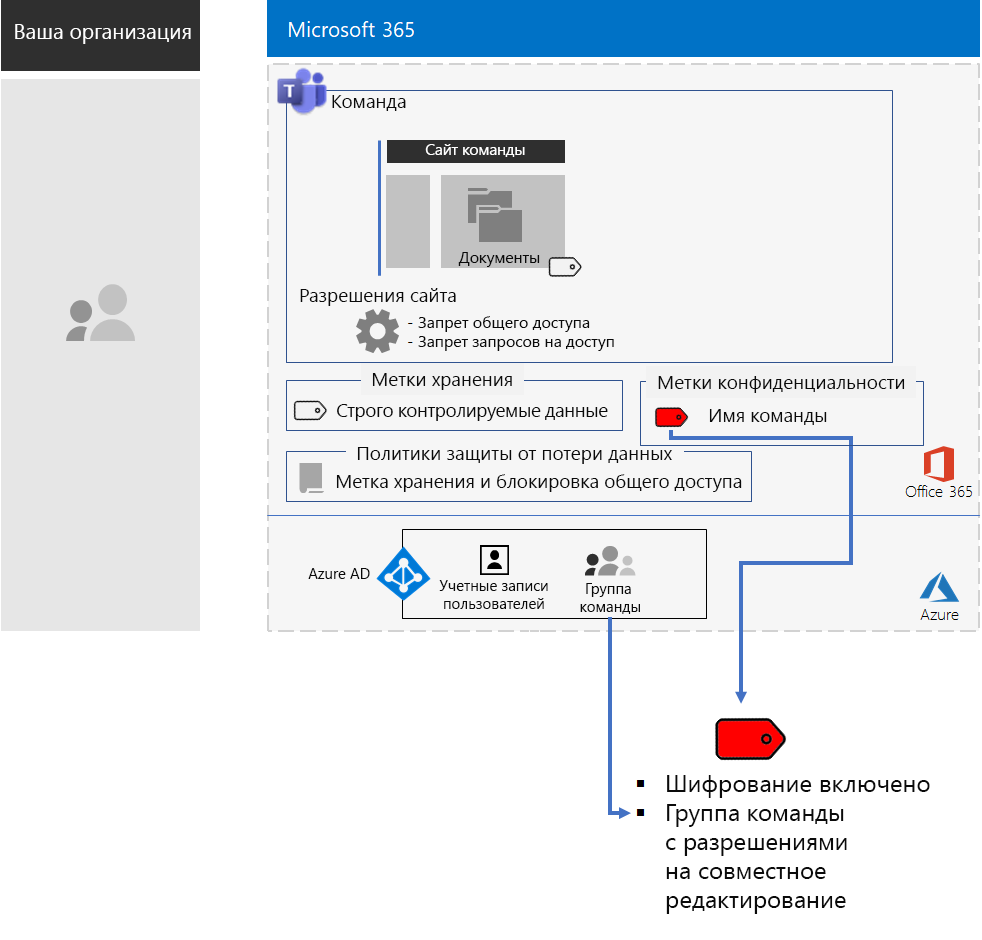 Ваша организация
Microsoft 365
T
Команда
Сайт команды
Документы
Разрешения сайта
- Запрет общего доступа
- Запрет запросов на доступ
Метки хранения
Строго контролируемые данные
Метки конфиденциальности
Имя команды
Политики защиты от потери данных
Метка хранения и блокировка общего доступа
Office 365
Azure AD
Учетные записи
пользователей
Группа
команды
Azure
▪ Шифрование включено
▪ Группа команды
с разрешениями
на совместное
редактирование